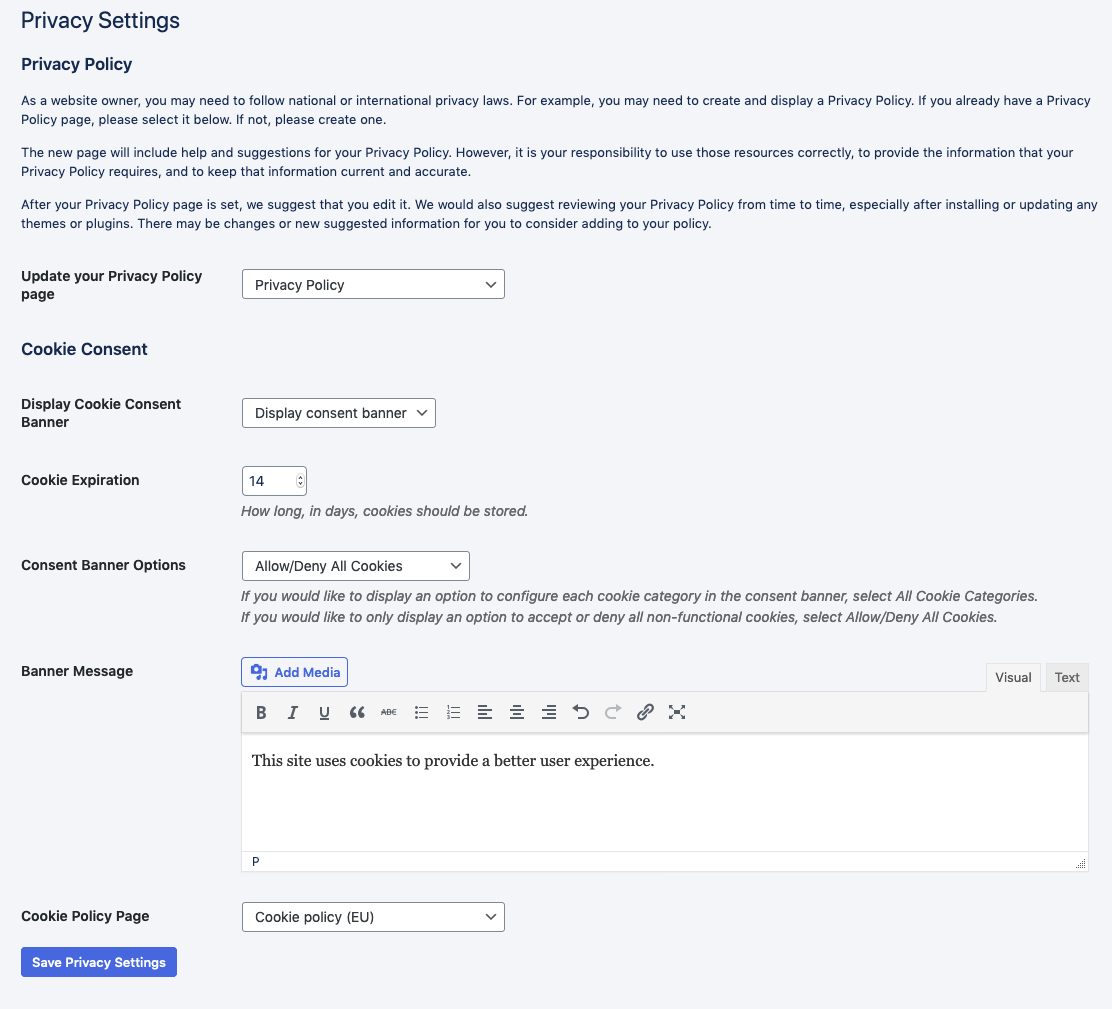 Privacy Settings
Privacy Policy
As a website owner, you may need to follow national or international privacy laws. For example, you may need to create and display a Privacy Policy. If you already have a Privacy
Policy page, please select it below. If not, please create one.
The new page will include help and suggestions for your Privacy Policy. However, it is your responsibility to use those resources correctly, to provide the information that your
Privacy Policy requires, and to keep that information current and accurate.
After your Privacy Policy page is set, we suggest that you edit it. We would also suggest reviewing your Privacy Policy from time to time, especially after installing or updating any
themes or plugins. There may be changes or new suggested information for you to consider adding to your policy.
Update your Privacy Policy
page
Privacy Policy
Cookie Consent
Display Cookie Consent
Banner
Display consent banner
Cookie Expiration
14
How long, in days, cookies should be stored.
Consent Banner Options
Allow/Deny All Cookies
If you would like to display an option to configure each cookie category in the consent banner, select All Cookie Categories.
If you would like to only display an option to accept or deny all non-functional cookies, select Allow/Deny All Cookies.
Banner Message
Add Media
Visual Text
B I U ABC
This site uses cookies to provide a better user experience.
P
Cookie Policy Page
Cookie policy (EU)
Save Privacy Settings